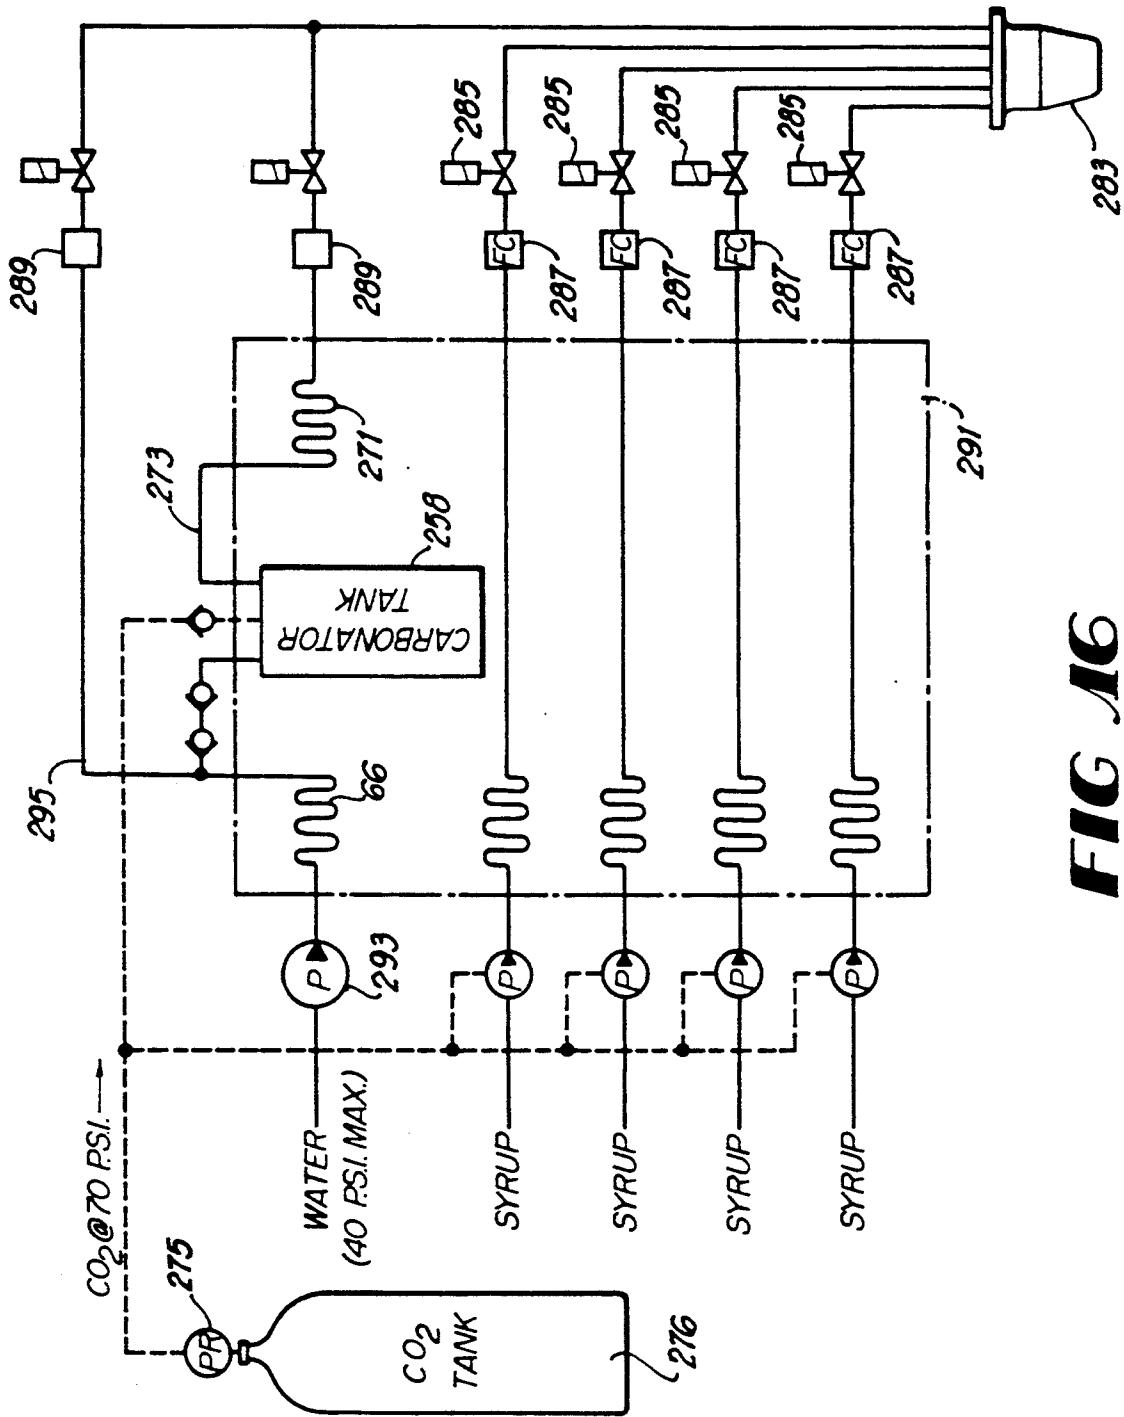 CO2 TANK
276
PR
275
CO2 @ 70 P.S.I.
WATER
(40 P.S.I. MAX.)
SYRUP
SYRUP
SYRUP
SYRUP
P
293
P
P
P
P
66
295
CARBONATOR
TANK
258
273
271
291
289
289
FC
287
FC
287
FC
287
FC
287
285
285
285
285
283
FIG 16